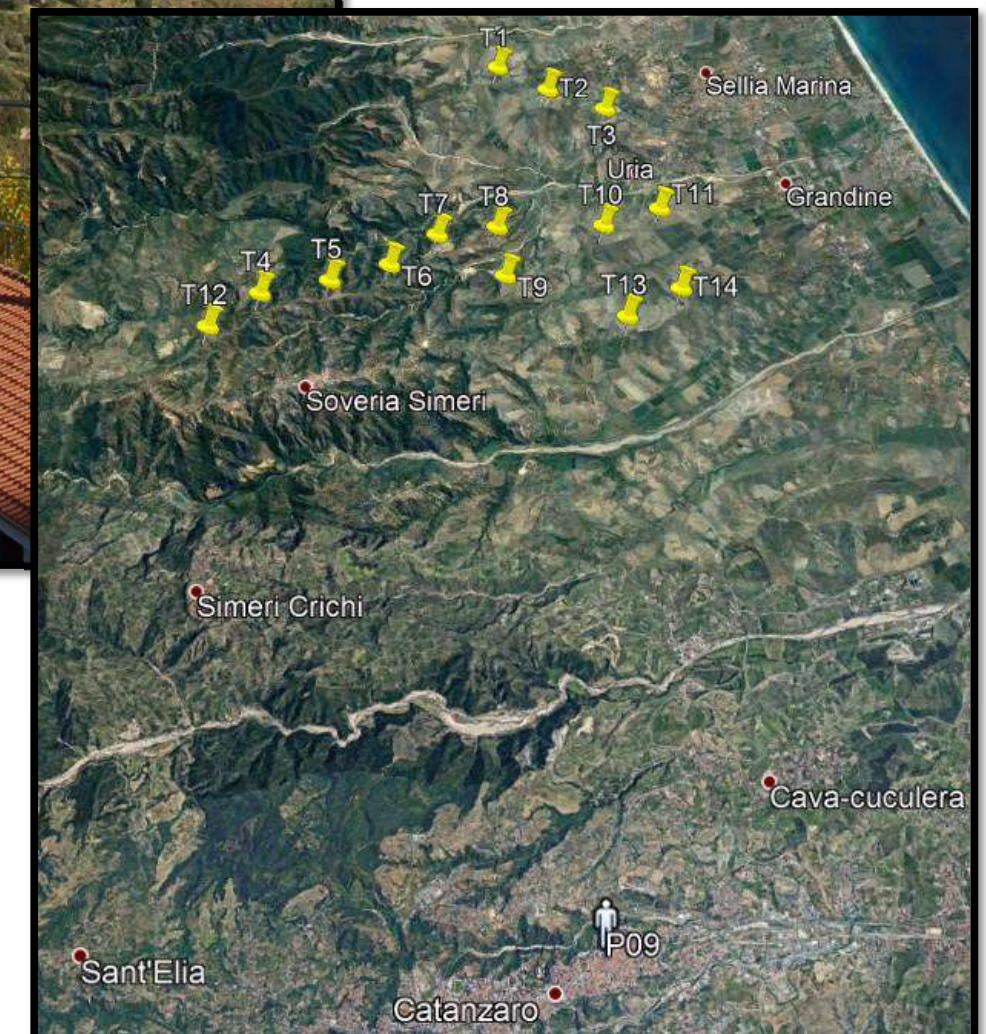 T1
T2
Sellia Marina
T3
Uria
T7
T8
T10
T11
Grandine
T4
T5
T6
T9
T13
T14
T12
Soveria Simeri
Simeri Crichi
Cava-cuculera
P09
Sant'Elia
Catanzaro